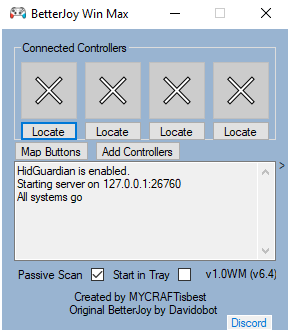 BetterJoy Win Max
Connected Controllers
Locate Locate Locate Locate
Map Buttons Add Controllers
>
HidGuardian is enabled.
Starting server on 127.0.0.1:26760
All systems go
Passive Scan Start in Tray v1.0WM (v6.4)
Created by MYCRAFTisbest
Original BetterJoy by Davidobot
Discord